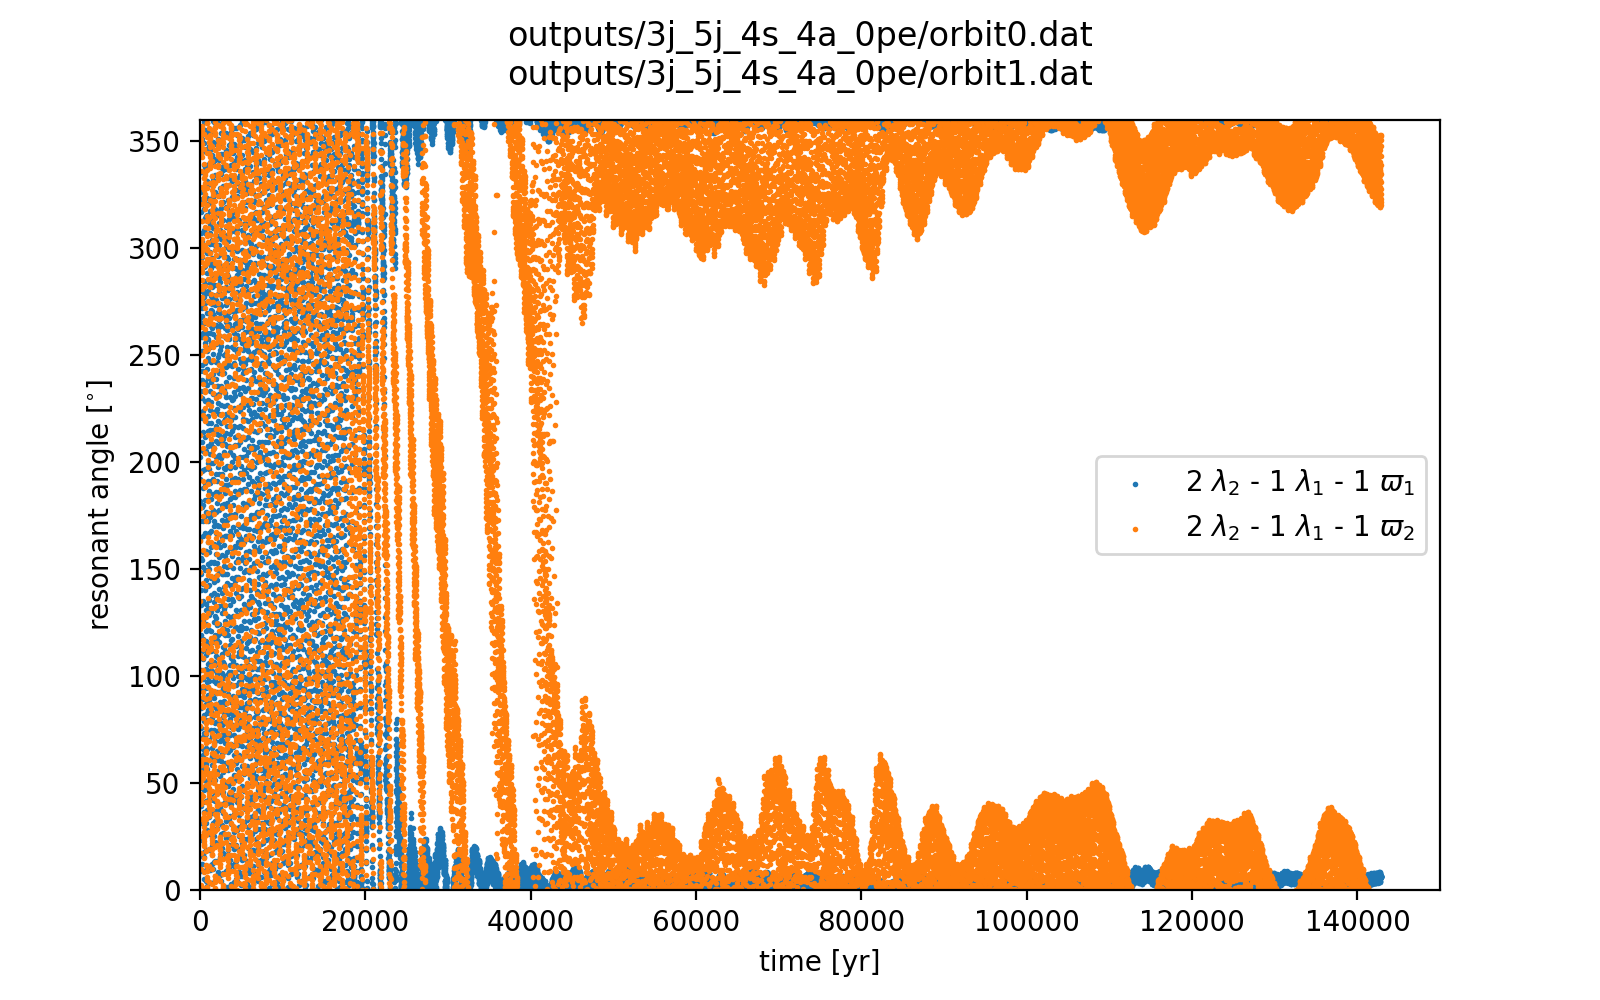 outputs/3j_5j_4s_4a_0pe/orbit0.dat
outputs/3j_5j_4s_4a_0pe/orbit1.dat
350
300
250
200
150
100
50
0
resonant angle [°]
2 λ₂ - 1 λ₁ - 1 ϖ₁
2 λ₂ - 1 λ₁ - 1 ϖ₂
0 20000 40000 60000 80000 100000 120000 140000
time [yr]